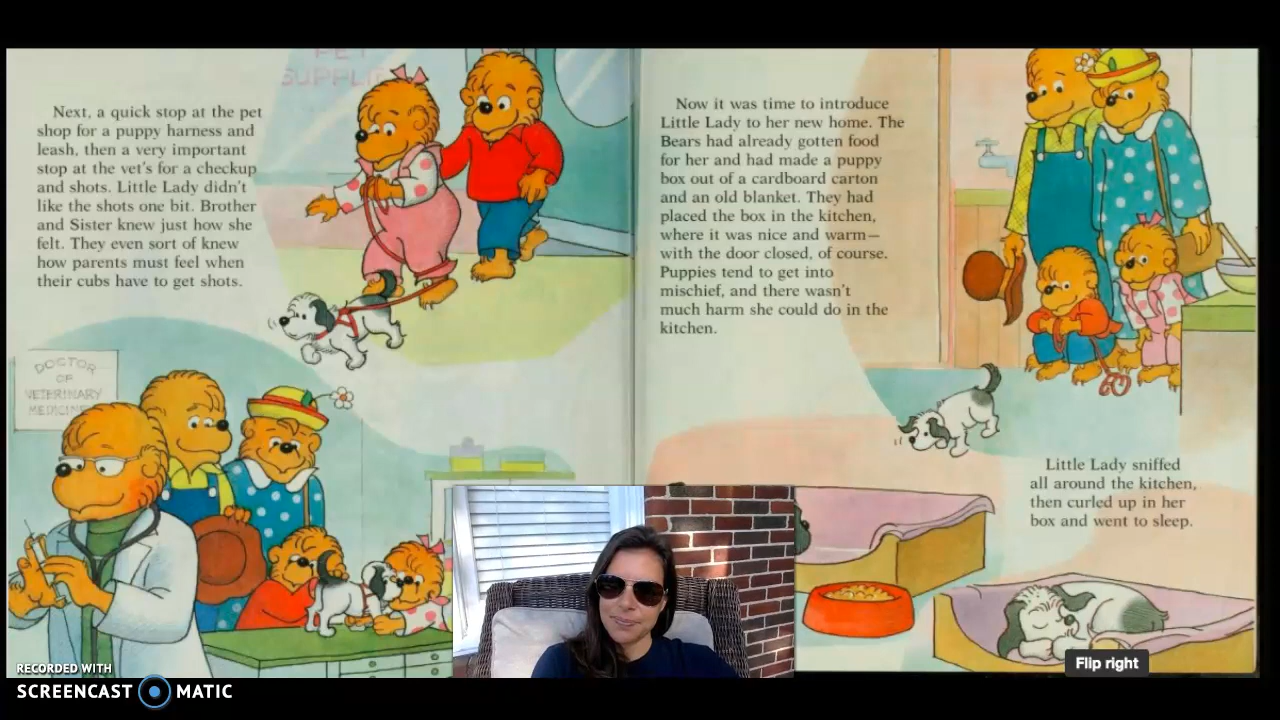 PET
SUPPLIE
Next, a quick stop at the pet
shop for a puppy harness and
leash, then a very important
stop at the vet's for a checkup
and shots. Little Lady didn't
like the shots one bit. Brother
and Sister knew just how she
felt. They even sort of knew
how parents must feel when
their cubs have to get shots.
DOCTOR
OF
VETERINARY
MEDICINE
Now it was time to introduce
Little Lady to her new home. The
Bears had already gotten food
for her and had made a puppy
box out of a cardboard carton
and an old blanket. They had
placed the box in the kitchen,
where it was nice and warm—
with the door closed, of course.
Puppies tend to get into
mischief, and there wasn't
much harm she could do in the
kitchen.
Little Lady sniffed
all around the kitchen,
then curled up in her
box and went to sleep.
Flip right
RECORDED WITH
SCREENCAST MATIC